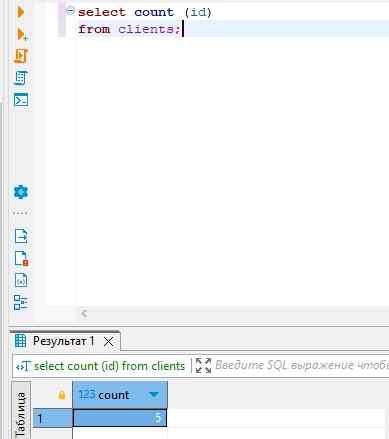 select count (id)
from clients;
Результат 1
select count (id) from clients
Введите SQL выражение чтобы
Таблица
123 count
1
5